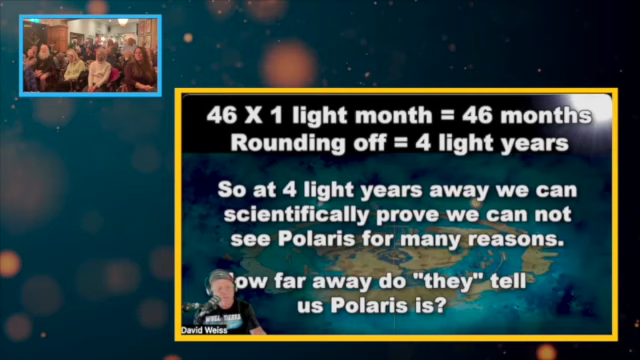 46 X 1 light month = 46 months
Rounding off = 4 light years
So at 4 light years away we can
scientifically prove we can not
see Polaris for many reasons.
How far away do "they" tell
us Polaris is?
David Weiss